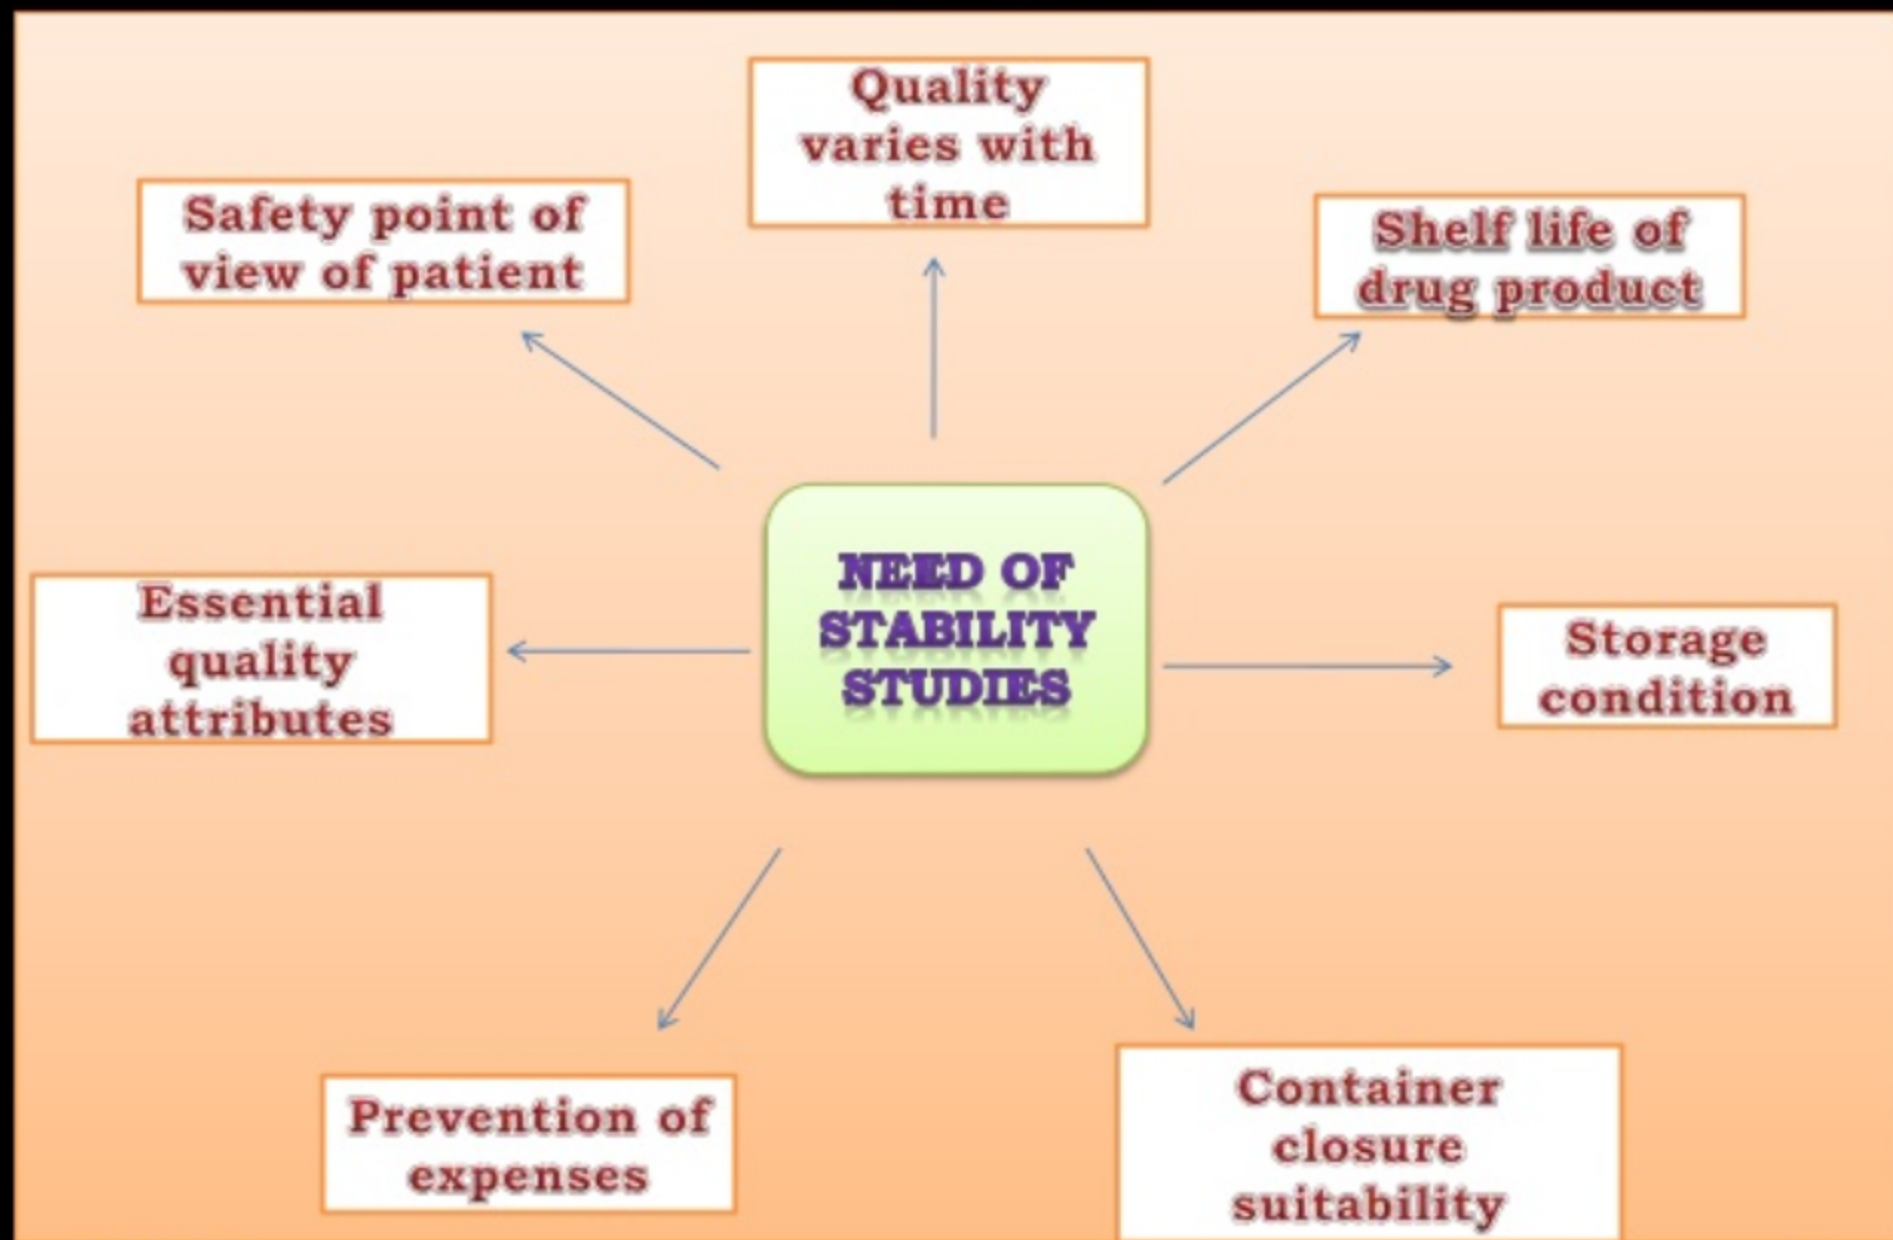 Quality
varies with
time
Safety point of
view of patient
Shelf life of
drug product
NEED OF
STABILITY
STUDIES
Essential
quality
attributes
Storage
condition
Prevention of
expenses
Container
closure
suitability